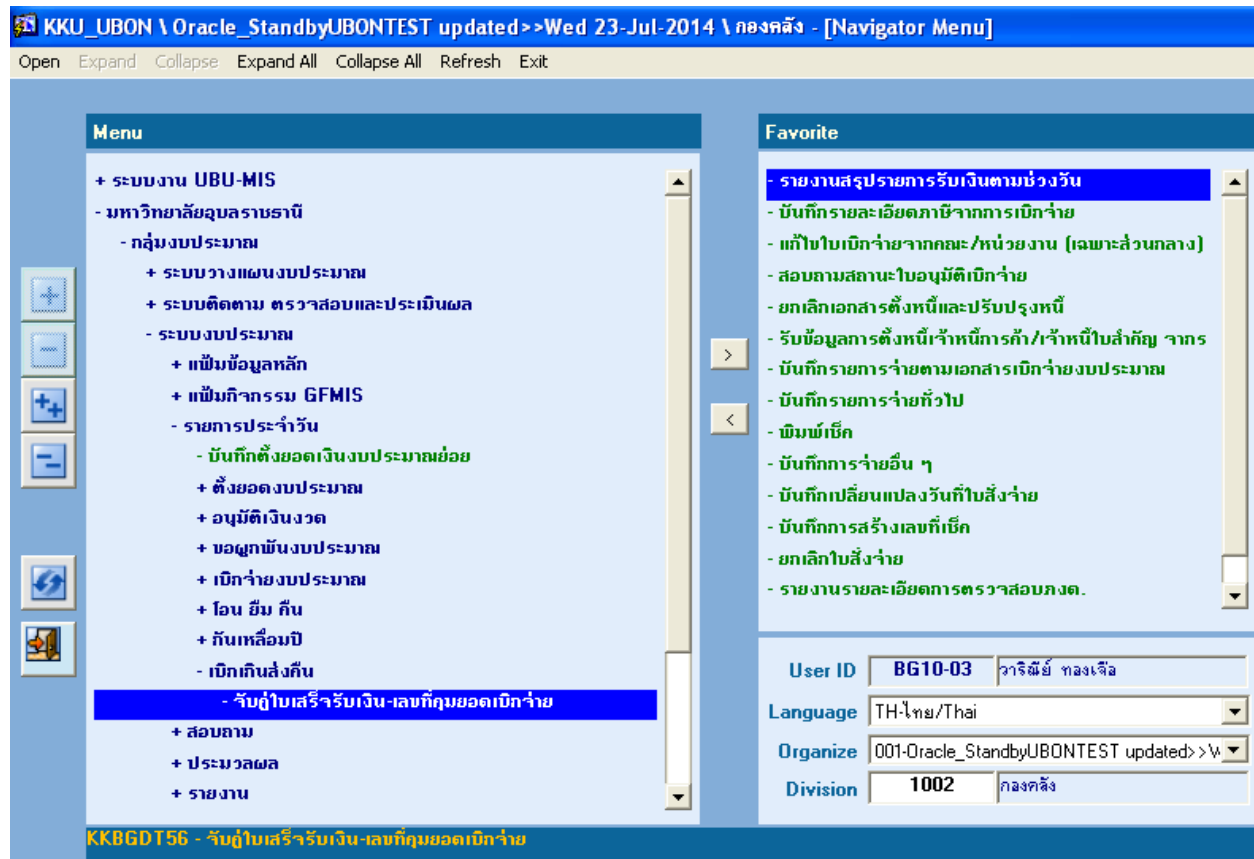 KKU_UBON \ Oracle_StandbyUBONTEST updated>>Wed 23-Jul-2014 \ กองคลัง - [Navigator Menu]
Open Expand Collapse Expand All Collapse All Refresh Exit
Menu
+ ระบบงาน UBU-MIS
- มหาวิทยาลัยอุบลราชธานี
- กลุ่มงบประมาณ
+ ระบบวางแผนงบประมาณ
+ ระบบติดตาม ตรวจสอบและประเมินผล
- ระบบงบประมาณ
+ แฟ้มข้อมูลหลัก
+ แฟ้มกิจกรรม GFMIS
- รายการประจำวัน
- บันทึกตั้งยอดเงินงบประมาณย่อย
+ ตั้งยอดงบประมาณ
+ อนุมัติเงินงวด
+ ขอผูกพันงบประมาณ
+ เบิกจ่ายงบประมาณ
+ โอน ยืม คืน
+ กันเหลื่อมปี
- เบิกเกินส่งคืน
- จับคู่ใบเสร็จรับเงิน-เลขที่คุมยอดเบิกจ่าย
+ สอบถาม
+ ประมวลผล
+ รายงาน
Favorite
- รายงานสรุปรายการรับเงินตามช่วงวัน
- บันทึกรายละเอียดภาษีจากการเบิกจ่าย
- แก้ไขใบเบิกจ่ายจากคณะ/หน่วยงาน (เฉพาะส่วนกลาง)
- สอบถามสถานะใบอนุมัติเบิกจ่าย
- ยกเลิกเอกสารตั้งหนี้และปรับปรุงหนี้
- รับข้อมูลการตั้งหนี้เจ้าหนี้การค้า/เจ้าหนี้ใบสำคัญ จากร
- บันทึกรายการจ่ายตามเอกสารเบิกจ่ายงบประมาณ
- บันทึกรายการจ่ายทั่วไป
- พิมพ์เช็ค
- บันทึกการจ่ายอื่น ๆ
- บันทึกเปลี่ยนแปลงวันที่ใบสั่งจ่าย
- บันทึกการสร้างเลขที่เช็ค
- ยกเลิกใบสั่งจ่าย
- รายงานรายละเอียดการตรวจสอบภงด.
User ID BG10-03 วาริณีย์ ทองเจือ
Language TH-ไทย/Thai
Organize 001-Oracle_StandbyUBONTEST updated>>W
Division 1002 กองคลัง
KKBGDT56 - จับคู่ใบเสร็จรับเงิน-เลขที่คุมยอดเบิกจ่าย